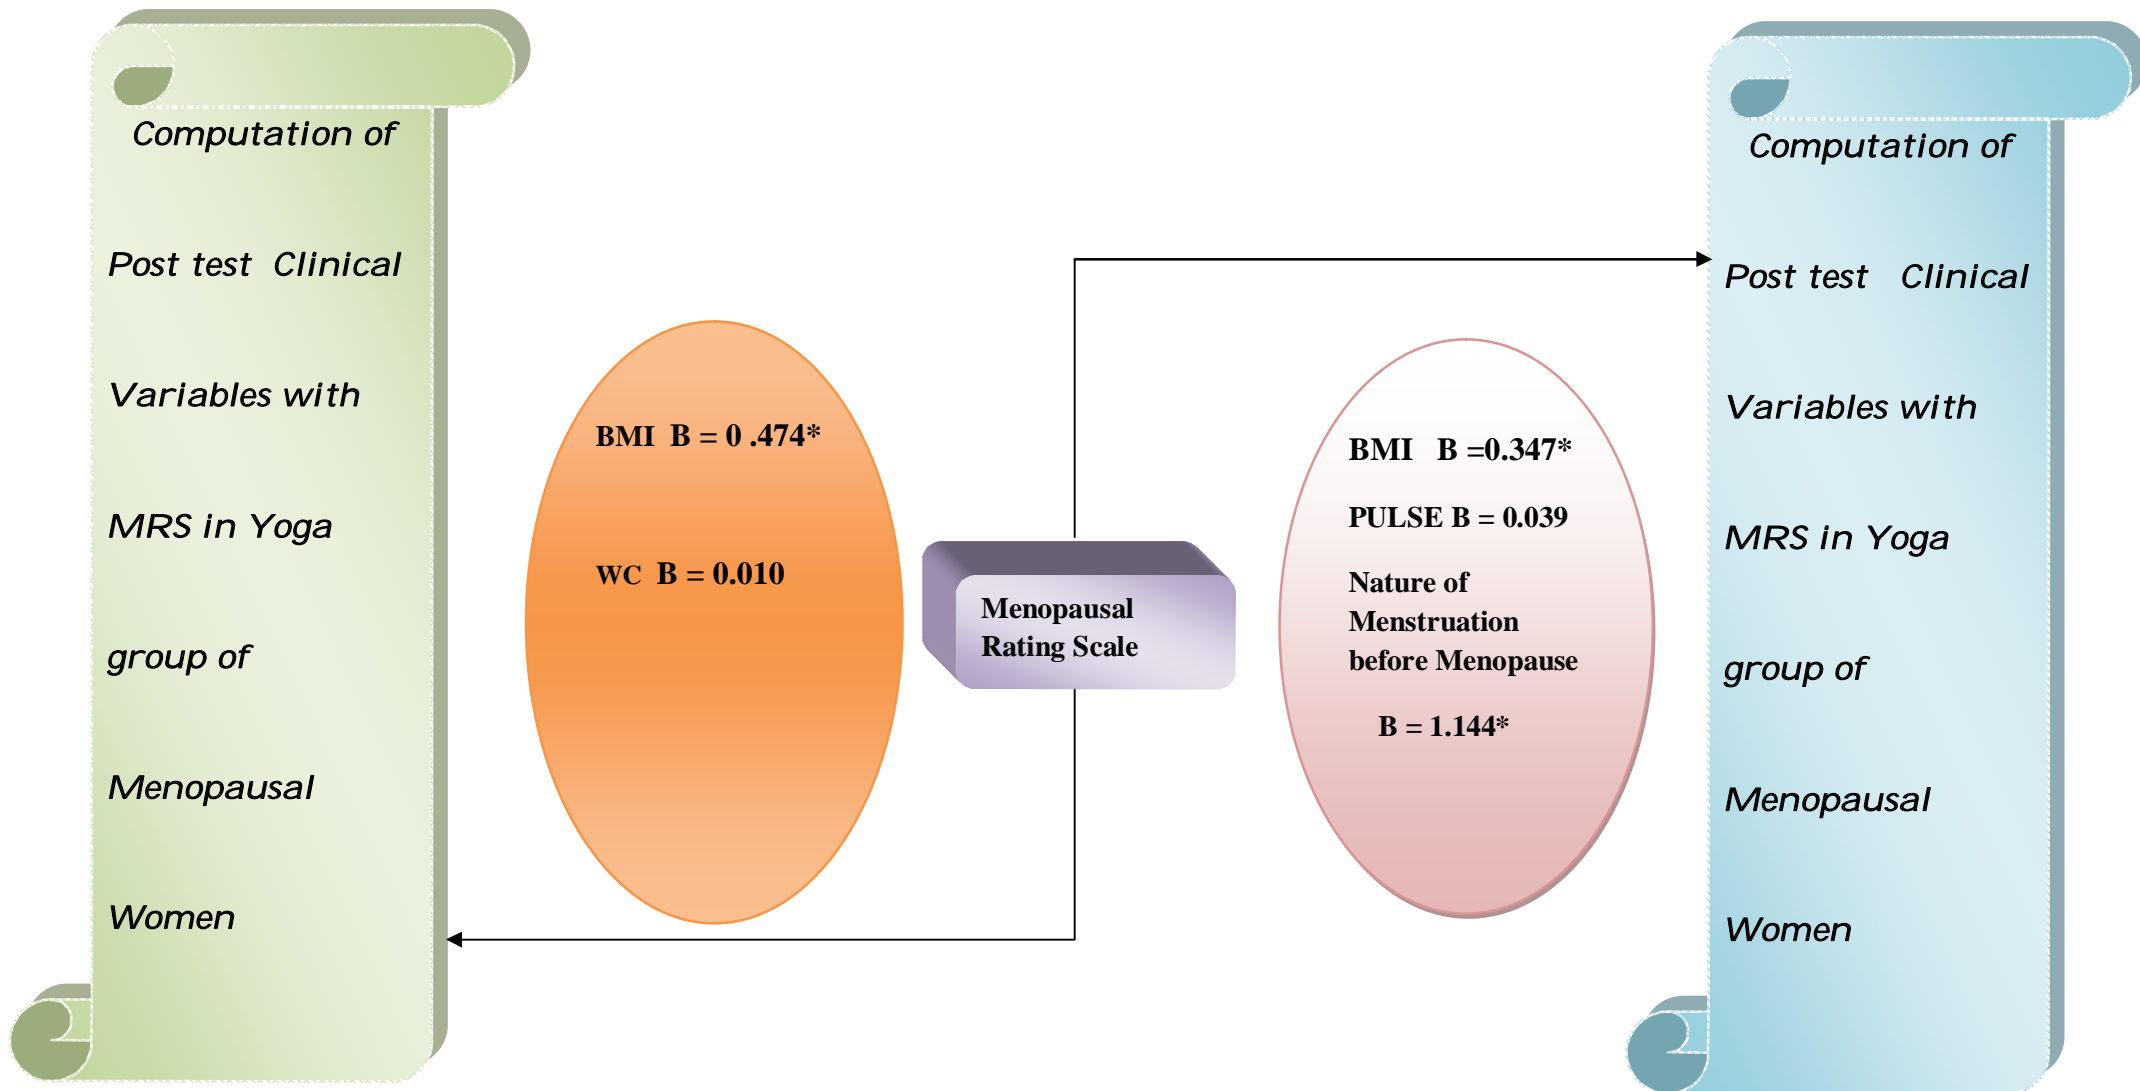 Computation of
Post test Clinical
Variables with
MRS in Yoga
group of
Menopausal
Women
BMI B = 0 .474*
WC B = 0.010
Menopausal
Rating Scale
BMI B =0.347*
PULSE B = 0.039
Nature of
Menstruation
before Menopause
B = 1.144*
Computation of
Post test Clinical
Variables with
MRS in Yoga
group of
Menopausal
Women